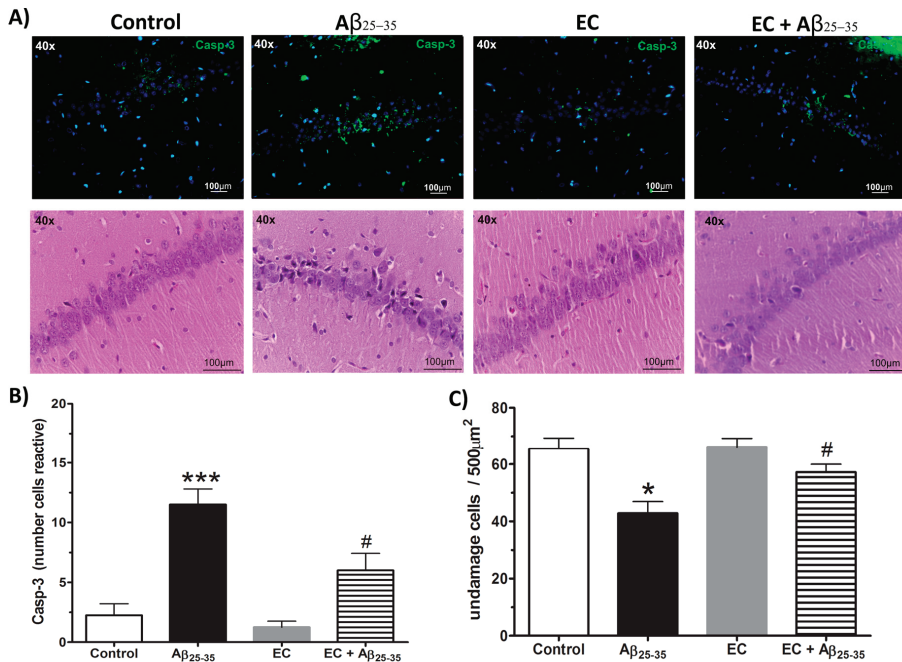 A)
Control
Aβ25–35
EC
EC + Aβ25–35
40x
Casp-3
100µm
40x
Casp-3
100µm
40x
Casp-3
100µm
40x
100µm
40x
100µm
40x
100µm
40x
100µm
40x
100µm
B)
Casp-3 (number cells reactive)
20
15
10
5
0
***
#
Control
Aβ25-35
EC
EC + Aβ25-35
C)
undamage cells / 500µm2
80
60
40
20
0
*
#
Control
Aβ25-35
EC
EC + Aβ25-35